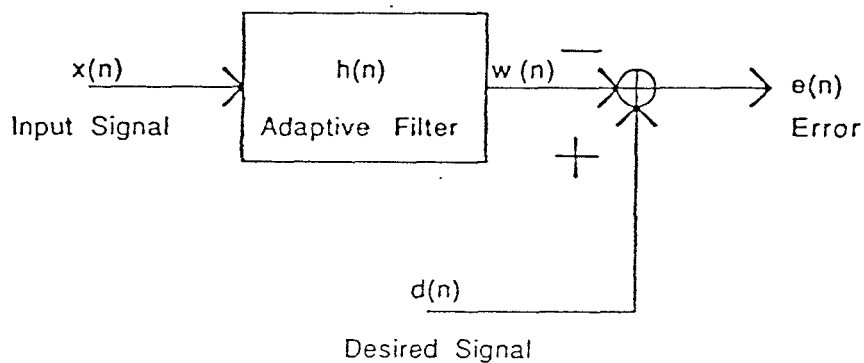 x(n)
Input Signal
h(n)
Adaptive Filter
w (n)
−
+
e(n)
Error
d(n)
Desired Signal